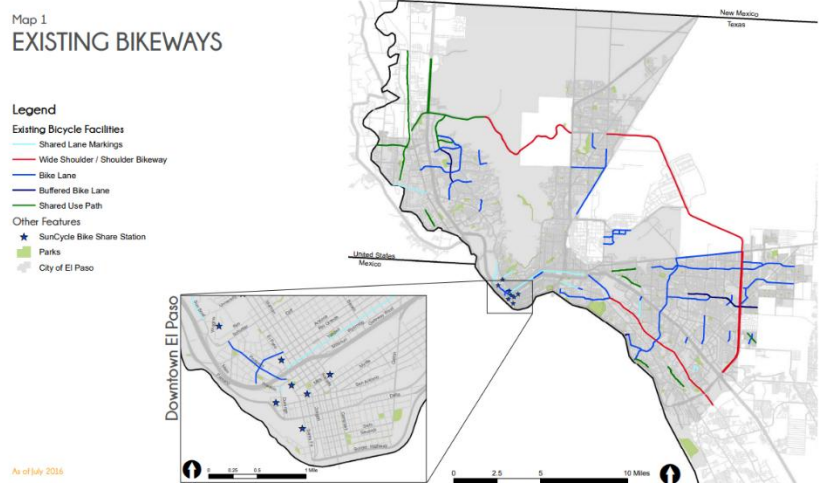 Map 1
EXISTING BIKEWAYS
Legend
Existing Bicycle Facilities
Shared Lane Markings
Wide Shoulder / Shoulder Bikeway
Bike Lane
Buffered Bike Lane
Shared Use Path
Other Features
SunCycle Bike Share Station
Parks
City of El Paso
As of July 2016
New Mexico
Texas
United States
Mexico
Downtown El Paso
0 0.25 0.5 1 Mile
0 2.5 5 10 Miles